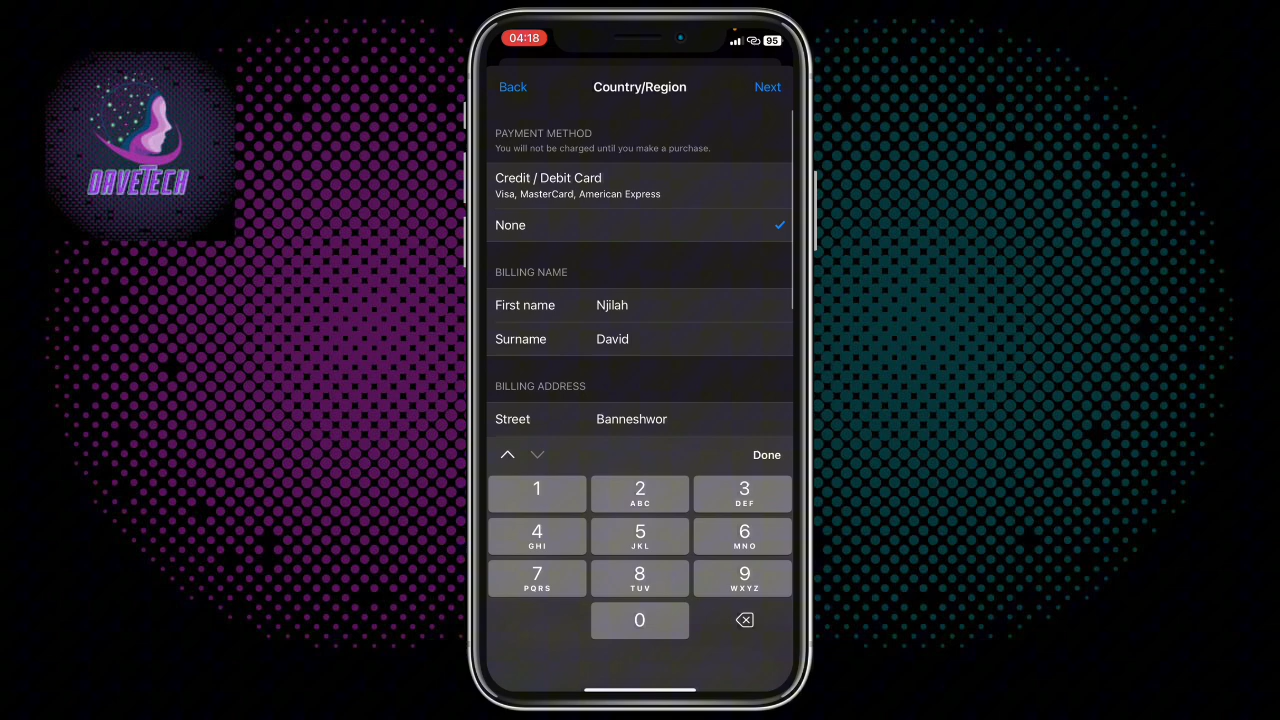 DAVETECH
04:18
95
Back
Country/Region
Next
PAYMENT METHOD
You will not be charged until you make a purchase.
Credit / Debit Card
Visa, MasterCard, American Express
None
BILLING NAME
First name Njilah
Surname David
BILLING ADDRESS
Street Banneshwor
Done
1 2 3
ABC DEF
4 5 6
GHI JKL MNO
7 8 9
PQRS TUV WXYZ
0